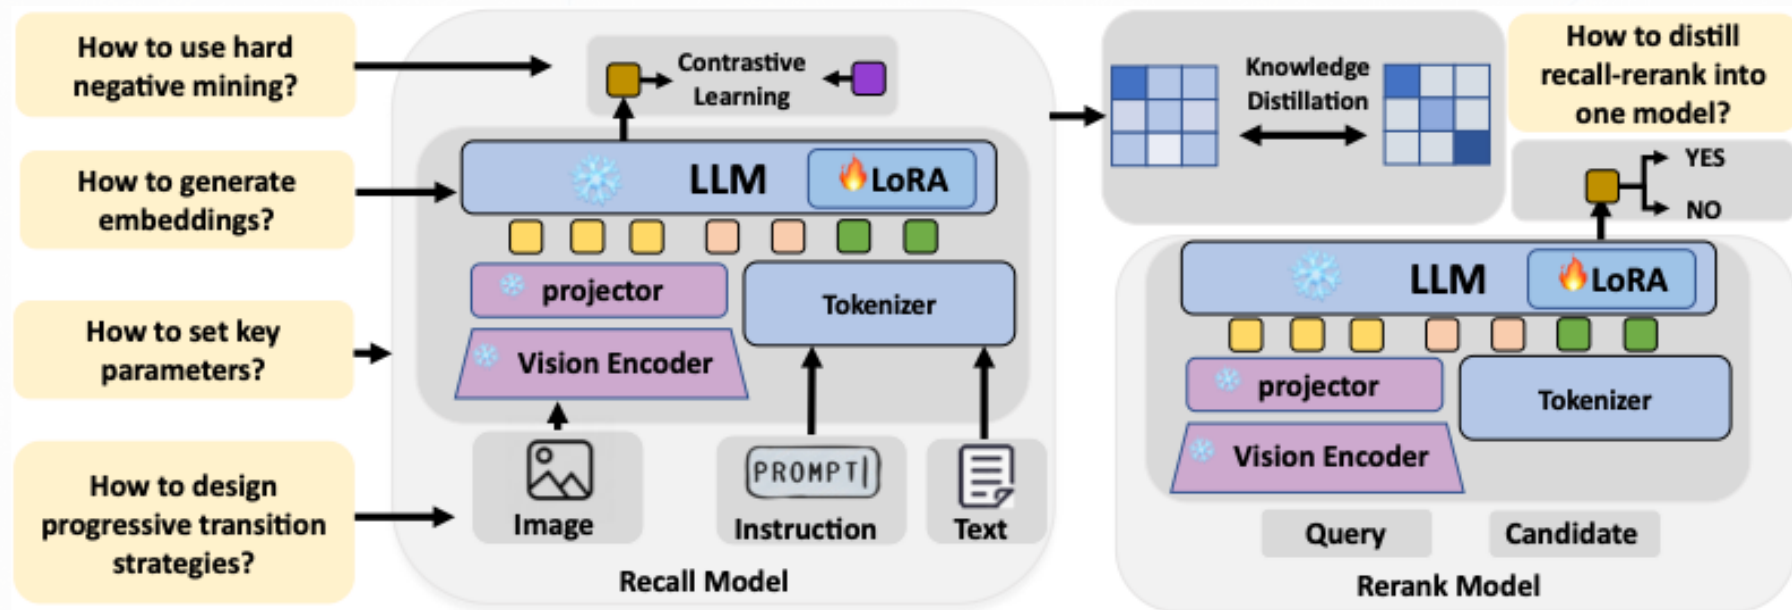 How to use hard
negative mining?
How to generate
embeddings?
How to set key
parameters?
How to design
progressive transition
strategies?
Contrastive
Learning
LLM
LoRA
projector
Tokenizer
Vision Encoder
Image
PROMPT
Instruction
Text
Recall Model
Knowledge
Distillation
How to distill
recall-rerank into
one model?
YES
NO
LLM
LoRA
projector
Tokenizer
Vision Encoder
Query
Candidate
Rerank Model